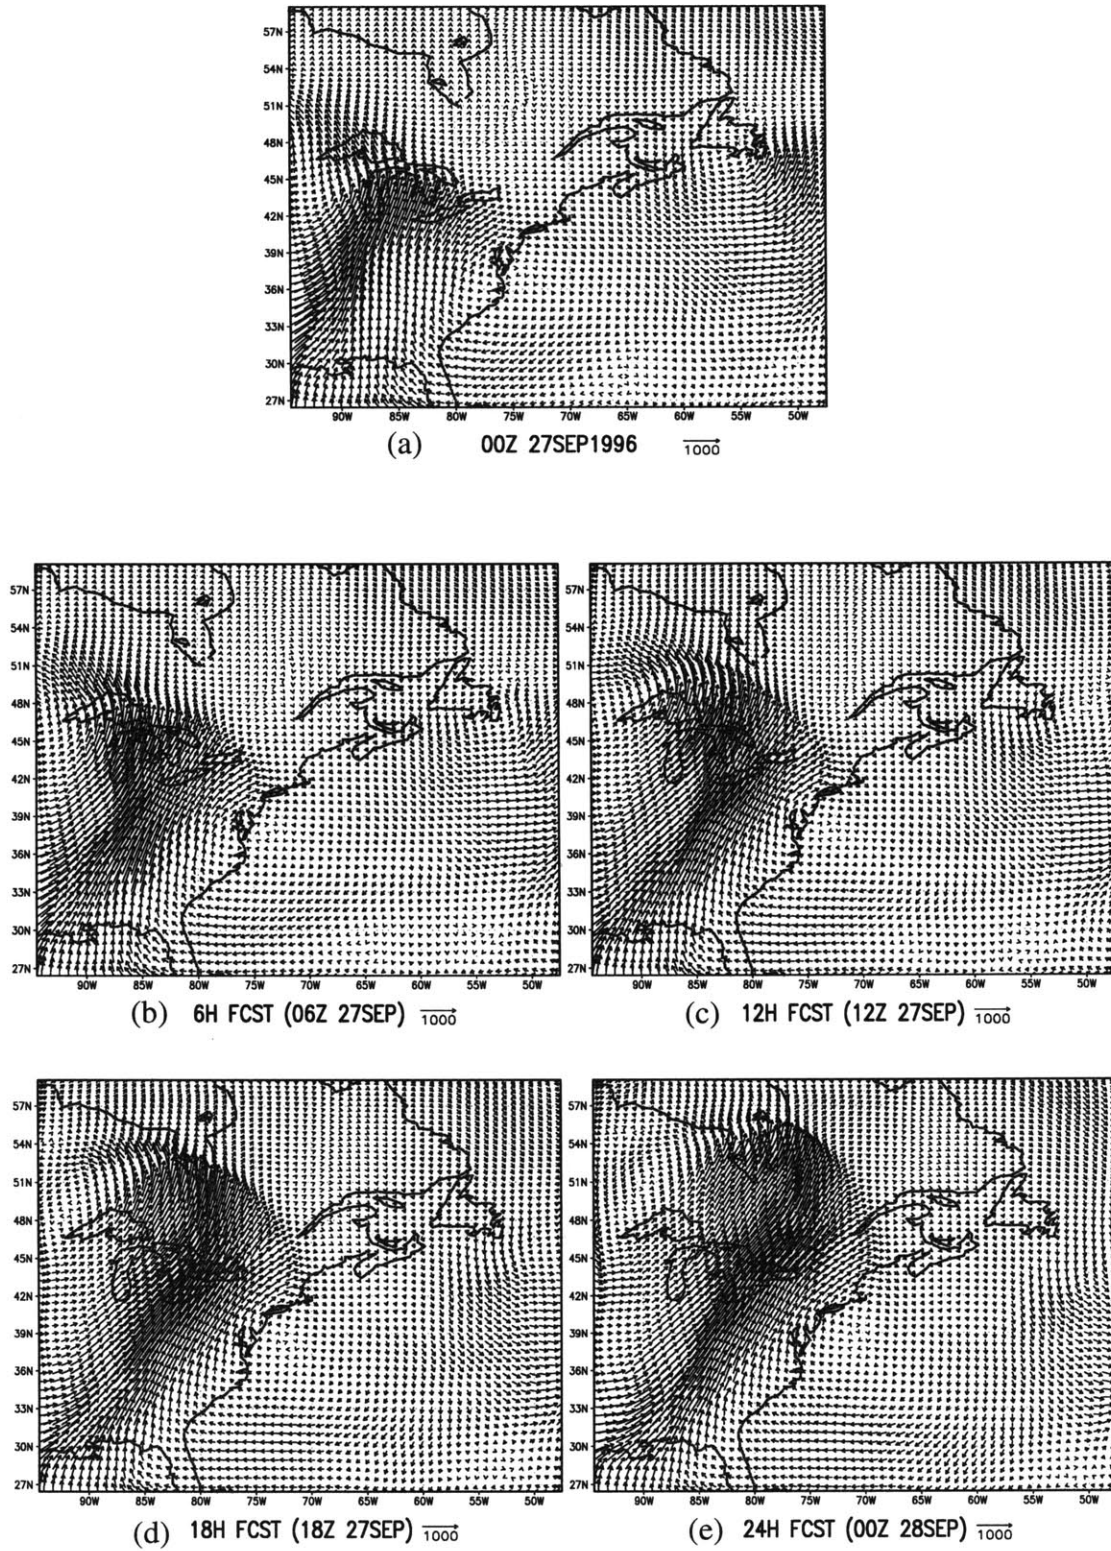 57N
54N
51N
48N
45N
42N
39N
36N
33N
30N
27N
90W 85W 80W 75W 70W 65W 60W 55W 50W
(a) 00Z 27SEP1996 1000
57N
54N
51N
48N
45N
42N
39N
36N
33N
30N
27N
90W 85W 80W 75W 70W 65W 60W 55W 50W
(b) 6H FCST (06Z 27SEP) 1000
57N
54N
51N
48N
45N
42N
39N
36N
33N
30N
27N
90W 85W 80W 75W 70W 65W 60W 55W 50W
(c) 12H FCST (12Z 27SEP) 1000
57N
54N
51N
48N
45N
42N
39N
36N
33N
30N
27N
90W 85W 80W 75W 70W 65W 60W 55W 50W
(d) 18H FCST (18Z 27SEP) 1000
57N
54N
51N
48N
45N
42N
39N
36N
33N
30N
27N
90W 85W 80W 75W 70W 65W 60W 55W 50W
(e) 24H FCST (00Z 28SEP) 1000